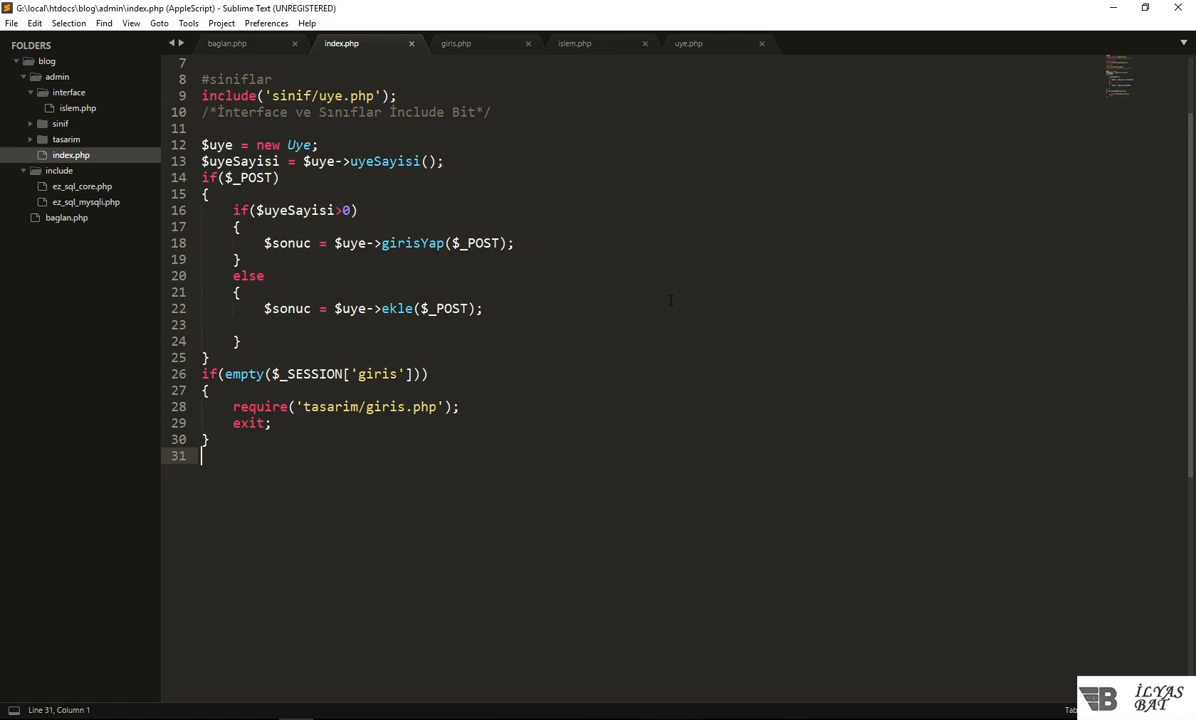 G:\local\htdocs\blog\admin\index.php (AppleScript) - Sublime Text (UNREGISTERED)
File Edit Selection Find View Goto Tools Project Preferences Help
FOLDERS
blog
admin
interface
islem.php
sinif
tasarim
index.php
include
ez_sql_core.php
ez_sql_mysqli.php
baglan.php
baglan.php index.php giris.php islem.php uye.php
7
8 #siniflar
9 include('sinif/uye.php');
10 /*İnterface ve Sınıflar İnclude Bit*/
11
12 $uye = new Uye;
13 $uyeSayisi = $uye->uyeSayisi();
14 if($_POST)
15 {
16 if($uyeSayisi>0)
17 {
18 $sonuc = $uye->girisYap($_POST);
19 }
20 else
21 {
22 $sonuc = $uye->ekle($_POST);
23
24 }
25 }
26 if(empty($_SESSION['giris']))
27 {
28 require('tasarim/giris.php');
29 exit;
30 }
31
Line 31, Column 1
İLYAS
BAT